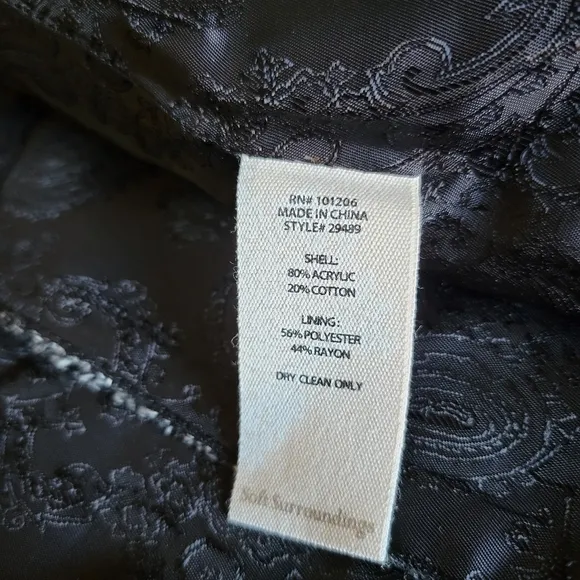 RN# 101206
MADE IN CHINA
STYLE# 29489
SHELL:
80% ACRYLIC
20% COTTON
LINING :
56% POLYESTER
44% RAYON
DRY CLEAN ONLY
Soft Surroundings